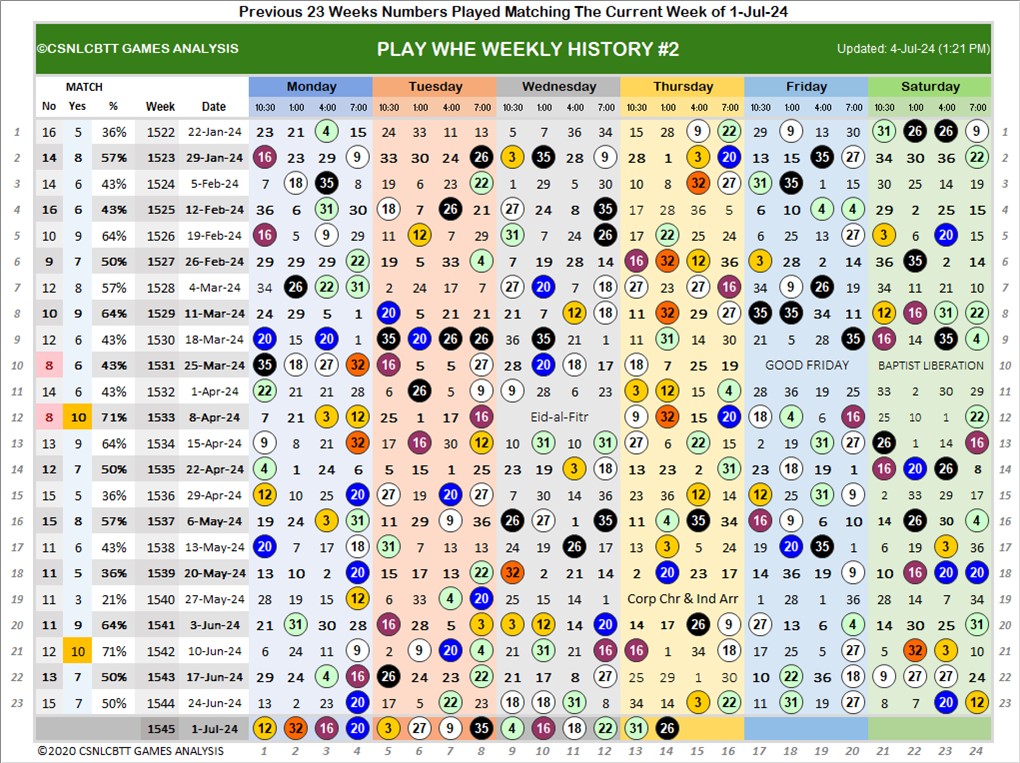 Previous 23 Weeks Numbers Played Matching The Current Week of 1-Jul-24
©CSNLCBTT GAMES ANALYSIS PLAY WHE WEEKLY HISTORY #2 Updated: 4-Jul-24 (1:21 PM)
MATCH Monday Tuesday Wednesday Thursday Friday Saturday
No Yes % Week Date 10:30 1:00 4:00 7:00 10:30 1:00 4:00 7:00 10:30 1:00 4:00 7:00 10:30 1:00 4:00 7:00 10:30 1:00 4:00 7:00 10:30 1:00 4:00 7:00
1 16 5 36% 1522 22-Jan-24 23 21 4 15 24 33 11 13 5 7 36 34 15 28 9 22 29 9 13 30 31 26 26 9 1
2 14 8 57% 1523 29-Jan-24 16 23 29 9 33 30 24 26 3 35 28 9 28 1 3 20 13 15 35 27 34 30 36 22 2
3 14 6 43% 1524 5-Feb-24 7 18 35 8 19 6 23 22 1 29 5 30 10 8 32 27 31 35 1 15 30 25 14 19 3
4 16 6 43% 1525 12-Feb-24 36 6 31 30 18 7 26 21 27 24 8 35 17 28 36 5 6 10 4 4 29 2 25 15 4
5 10 9 64% 1526 19-Feb-24 16 5 9 29 11 12 7 29 31 7 24 26 17 22 25 24 6 25 13 27 3 6 20 15 5
6 9 7 50% 1527 26-Feb-24 29 29 29 22 19 5 33 4 7 19 28 14 16 32 12 36 3 28 2 6 36 35 2 14 6
7 12 8 57% 1528 4-Mar-24 34 26 22 31 2 24 17 7 27 20 7 18 27 23 27 16 34 9 26 19 34 11 21 10 7
8 10 9 64% 1529 11-Mar-24 24 29 5 1 20 5 21 21 21 7 12 18 11 32 29 27 35 35 34 11 12 16 31 22 8
9 12 6 43% 1530 18-Mar-24 20 15 20 1 35 20 26 26 36 35 21 1 11 31 14 30 21 5 28 35 16 14 35 4 9
10 8 6 43% 1531 25-Mar-24 35 18 27 32 16 5 5 27 28 20 18 17 18 7 25 19 GOOD FRIDAY BAPTIST LIBERATION 10
11 14 6 43% 1532 1-Apr-24 22 21 21 28 6 26 5 9 9 28 6 23 3 12 15 4 28 36 6 25 33 2 30 29 11
12 8 10 71% 1533 8-Apr-24 7 21 3 12 25 1 17 16 Eid-al-Fitr 9 32 15 20 18 4 6 16 25 1 1 22 12
13 13 9 64% 1534 15-Apr-24 9 8 21 32 17 16 30 12 10 31 10 31 27 6 22 15 2 19 31 27 26 1 14 16 13
14 12 7 50% 1535 22-Apr-24 4 1 24 6 5 15 1 25 23 19 3 18 13 23 2 31 23 18 19 1 16 20 26 8 14
15 15 5 36% 1536 29-Apr-24 12 10 25 20 27 19 20 27 7 30 14 36 23 36 12 14 12 25 31 9 2 33 29 17 15
16 15 8 57% 1537 6-May-24 19 24 3 31 11 29 9 36 26 27 1 35 11 4 35 34 16 9 6 10 14 26 30 4 16
17 11 6 43% 1538 13-May-24 20 7 17 18 31 7 13 13 24 19 26 17 13 3 5 24 19 20 35 1 6 23 3 36 17
18 11 5 36% 1539 20-May-24 13 10 2 20 15 17 13 22 32 2 21 14 2 20 23 17 14 36 19 9 10 16 20 20 18
19 11 3 21% 1540 27-May-24 28 19 15 12 6 33 4 20 25 15 14 1 Corp Chr & Ind Arr 1 28 1 36 28 14 7 34 19
20 11 9 64% 1541 3-Jun-24 21 31 30 28 16 28 5 3 3 12 14 20 14 17 26 9 27 13 6 4 14 30 25 31 20
21 12 10 71% 1542 10-Jun-24 6 24 11 9 2 9 20 4 21 31 21 16 16 1 34 18 17 25 5 27 5 32 3 10 21
22 13 7 50% 1543 17-Jun-24 29 24 4 16 26 24 23 22 21 17 8 27 25 29 1 30 10 22 36 18 9 27 27 24 22
23 15 7 50% 1544 24-Jun-24 13 2 23 20 17 5 22 23 18 18 31 8 34 14 3 22 11 31 19 27 8 7 20 12 23
1545 1-Jul-24 12 32 16 20 3 27 9 35 4 16 18 22 31 26
©2020 CSNLCBTT GAMES ANALYSIS 1 2 3 4 5 6 7 8 9 10 11 12 13 14 15 16 17 18 19 20 21 22 23 24